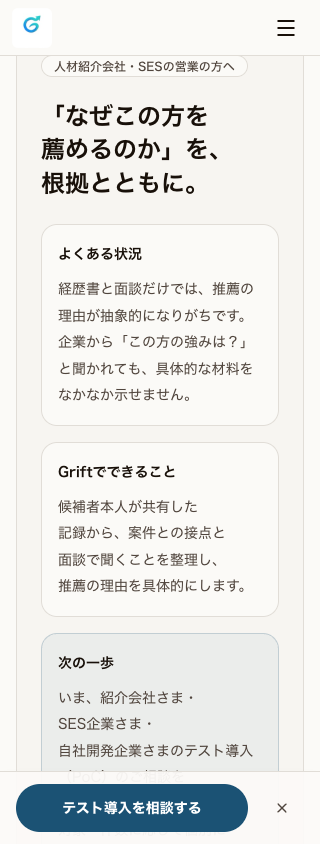 人材紹介会社・SESの営業の方へ
「なぜこの方を
薦めるのか」を、
根拠とともに。
よくある状況
経歴書と面談だけでは、推薦の
理由が抽象的になりがちです。
企業から「この方の強みは？」
と聞かれても、具体的な材料を
なかなか示せません。
Griftでできること
候補者本人が共有した
記録から、案件との接点と
面談で聞くことを整理し、
推薦の理由を具体的にします。
次の一歩
いま、紹介会社さま・
SES企業さま・
自社開発企業さまのテスト導入
（PoC）のご相談を
テスト導入を相談する
×